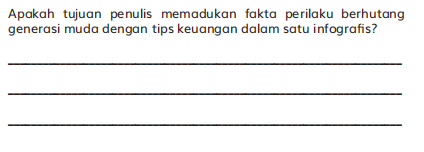 Apakah tujuan penulis memadukan fakta perilaku berhutang
generasi muda dengan tips keuangan dalam satu infografis?